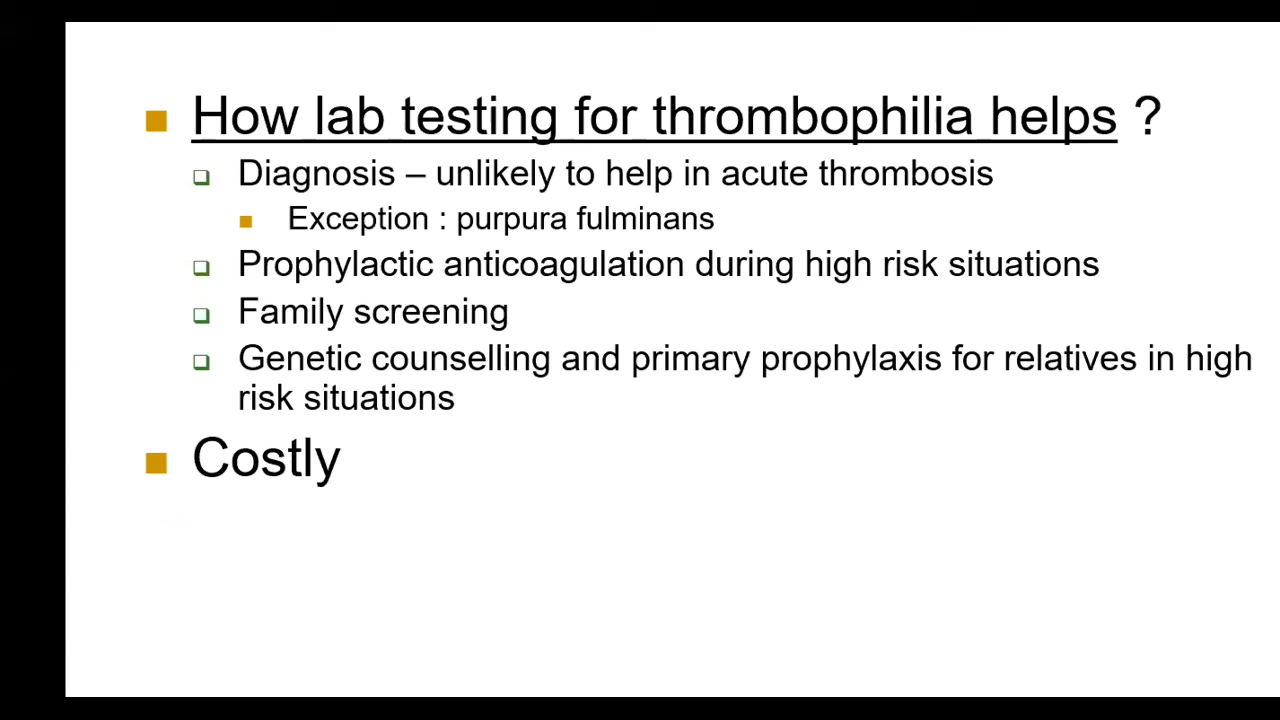 How lab testing for thrombophilia helps ?
Diagnosis – unlikely to help in acute thrombosis
Exception : purpura fulminans
Prophylactic anticoagulation during high risk situations
Family screening
Genetic counselling and primary prophylaxis for relatives in high
risk situations
Costly